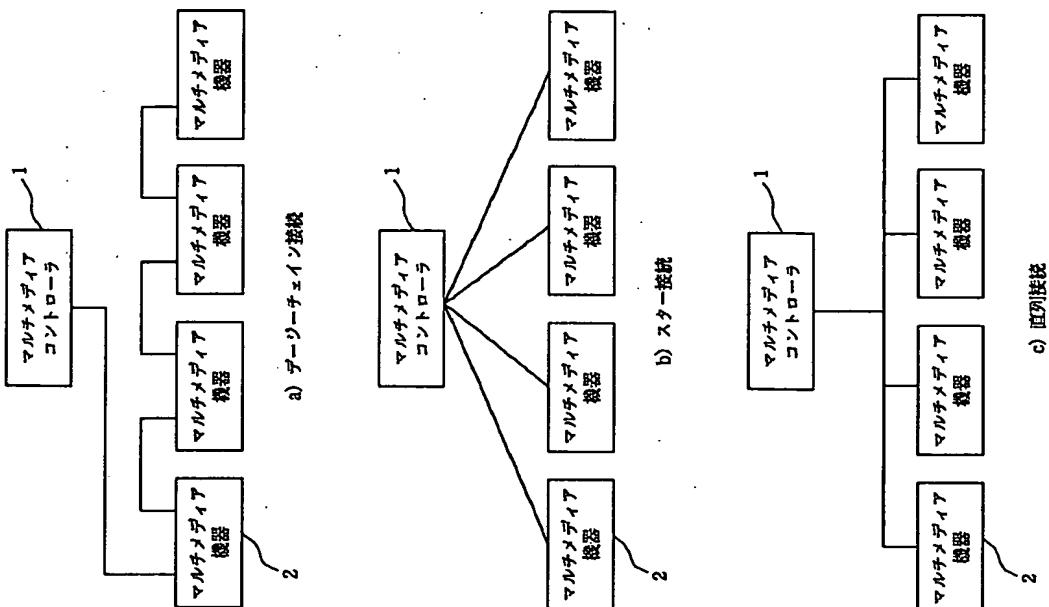 1
マルチメディア
コントローラ
マルチメディア
機器
マルチメディア
機器
マルチメディア
機器
マルチメディア
機器
2
a) デージーチェイン接続
1
マルチメディア
コントローラ
マルチメディア
機器
マルチメディア
機器
マルチメディア
機器
マルチメディア
機器
2
b) スター接続
1
マルチメディア
コントローラ
マルチメディア
機器
マルチメディア
機器
マルチメディア
機器
マルチメディア
機器
2
c) 直列接続